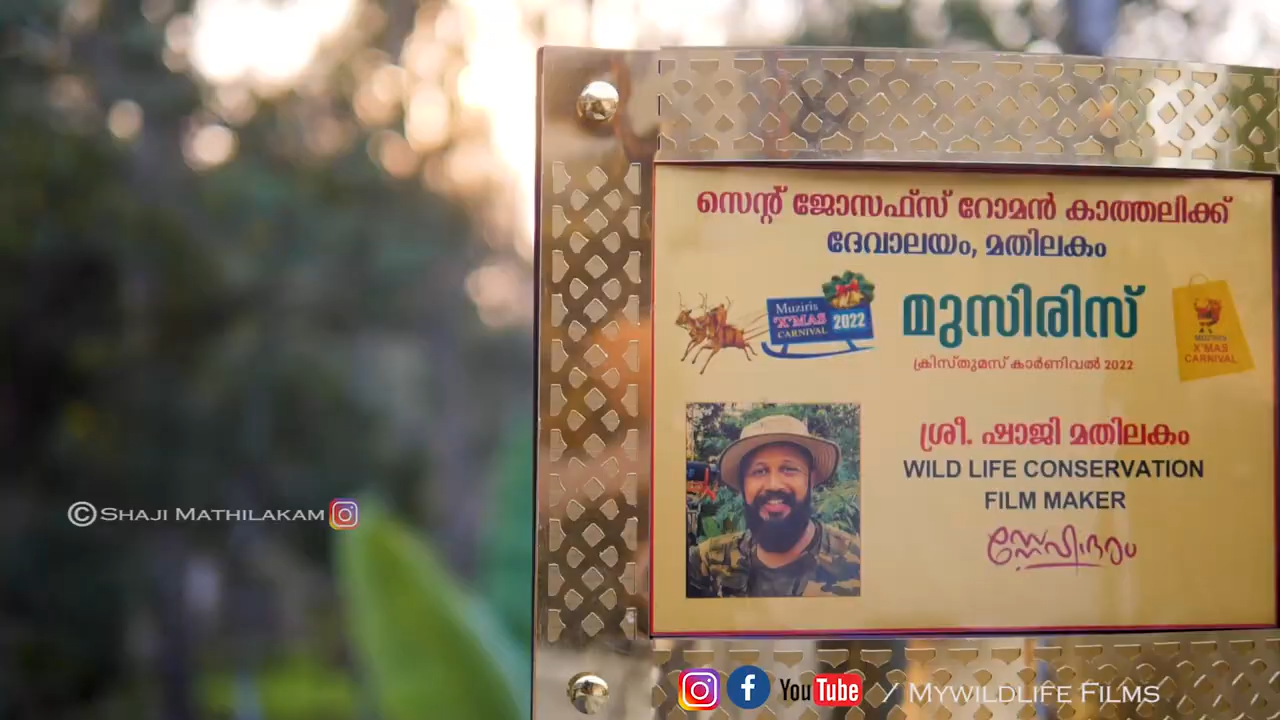 സെന്റ് ജോസഫ്സ് റോമൻ കാത്തലിക്ക്
ദേവാലയം, മതിലകം
Muziris
X'MAS
CARNIVAL
2022
മുസിരിസ്
ക്രിസ്തുമസ് കാർണിവൽ 2022
MUZIRIS
X'MAS
CARNIVAL
ശ്രീ. ഷാജി മതിലകം
WILD LIFE CONSERVATION
FILM MAKER
സ്നേഹാദരം
©SHAJI MATHILAKAM
YouTube / MYWILDLIFE FILMS